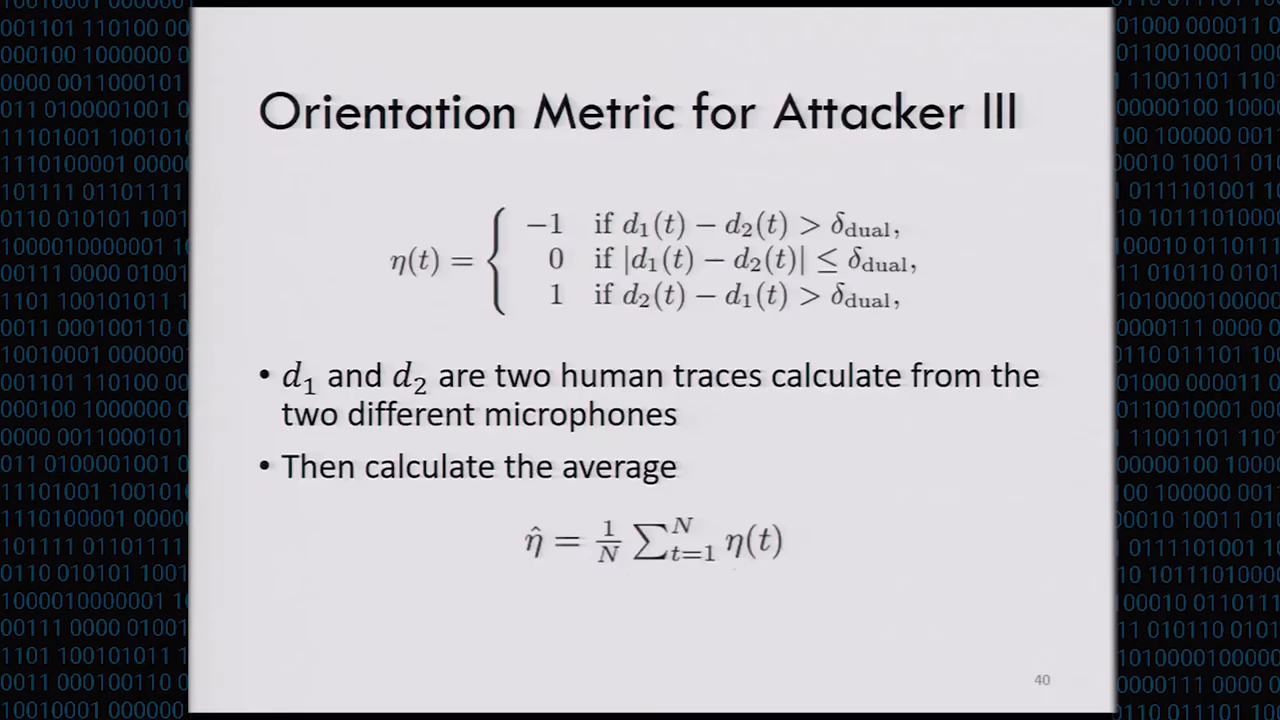 Orientation Metric for Attacker III
η(t) = { −1 if d₁(t) − d₂(t) > δ_dual,
0 if |d₁(t) − d₂(t)| ≤ δ_dual,
1 if d₂(t) − d₁(t) > δ_dual,
• d₁ and d₂ are two human traces calculate from the
two different microphones
• Then calculate the average
η̂ = 1/N ∑ᴺₜ₌₁ η(t)
40